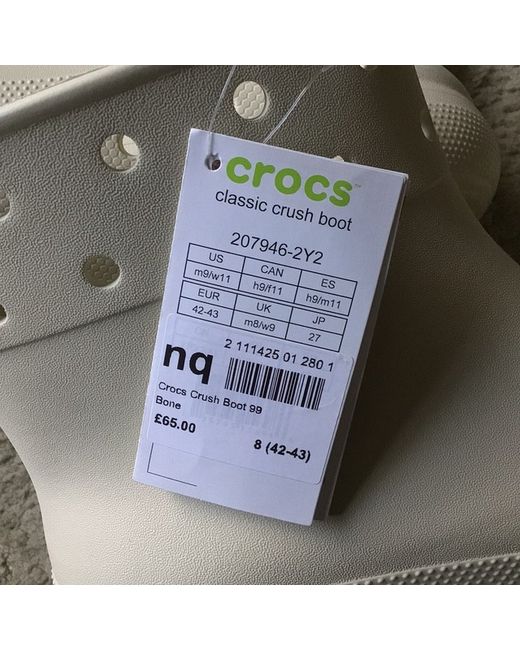 crocs™
classic crush boot
207946-2Y2
US CAN ES
m9/w11 h9/f11 h9/m11
EUR UK JP
42-43 m8/w9 27
nq
2 111425 01 280 1
Crocs Crush Boot 99
Bone
£65.00
8 (42-43)